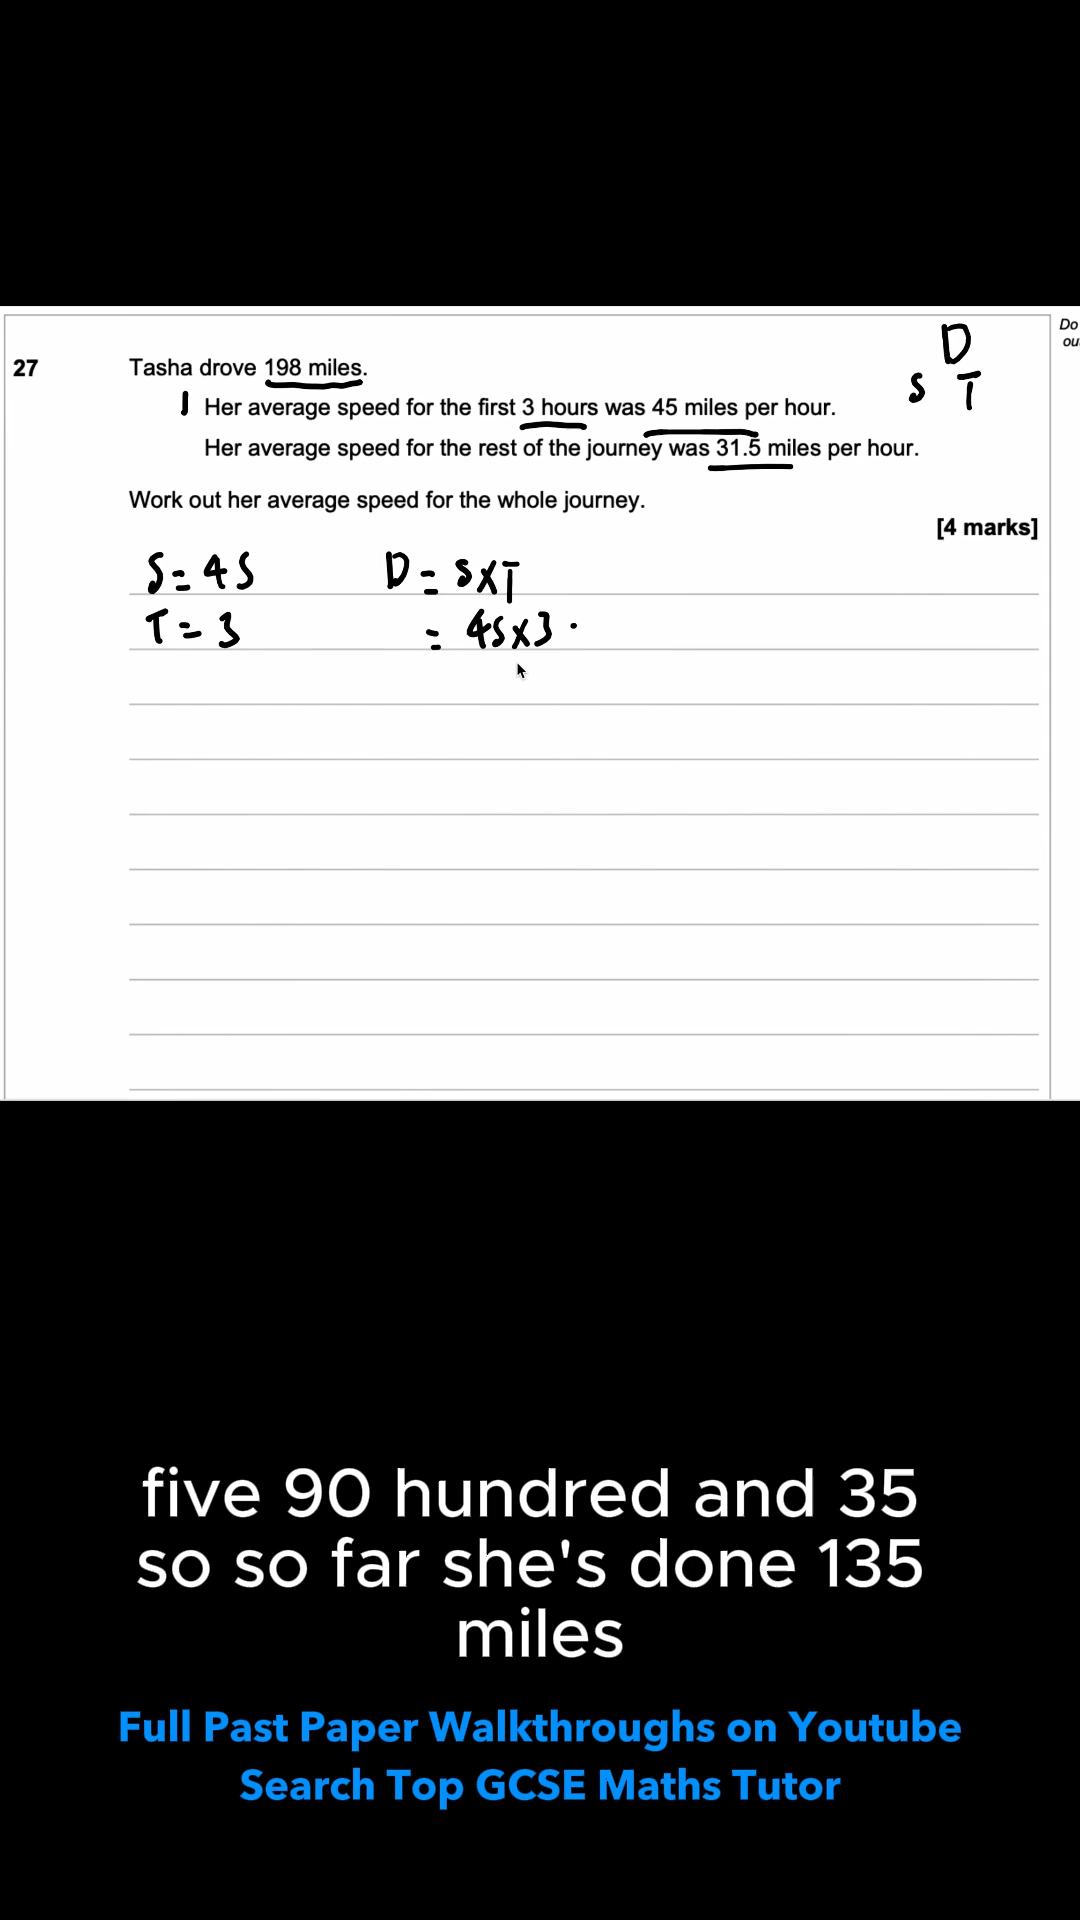 Do
ou
27 Tasha drove 198 miles.
D
S T
1 Her average speed for the first 3 hours was 45 miles per hour.
Her average speed for the rest of the journey was 31.5 miles per hour.
Work out her average speed for the whole journey.
[4 marks]
S = 45 D = S x T
T = 3 = 45 x 3
five 90 hundred and 35
so so far she's done 135
miles
Full Past Paper Walkthroughs on Youtube
Search Top GCSE Maths Tutor